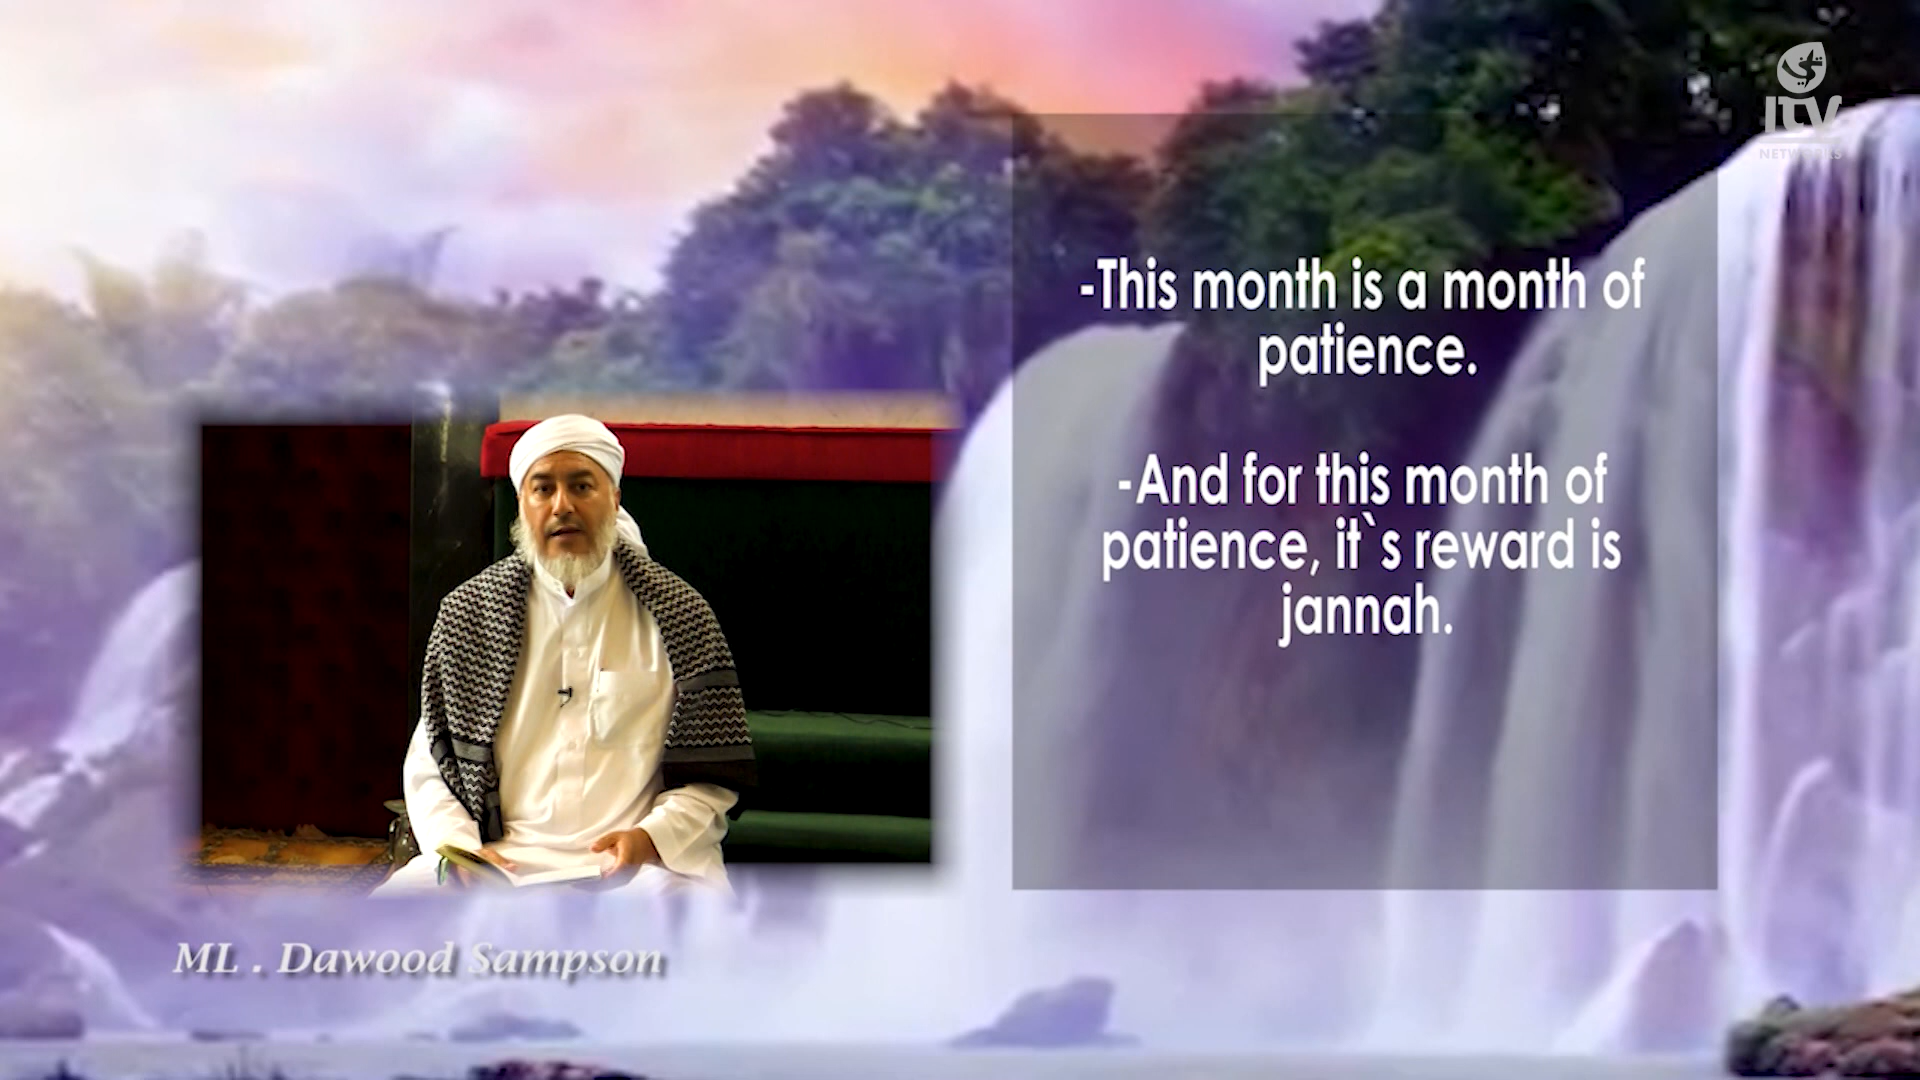 ITV
NETWORKS
-This month is a month of
patience.
-And for this month of
patience, it`s reward is
jannah.
ML . Dawood Sampson